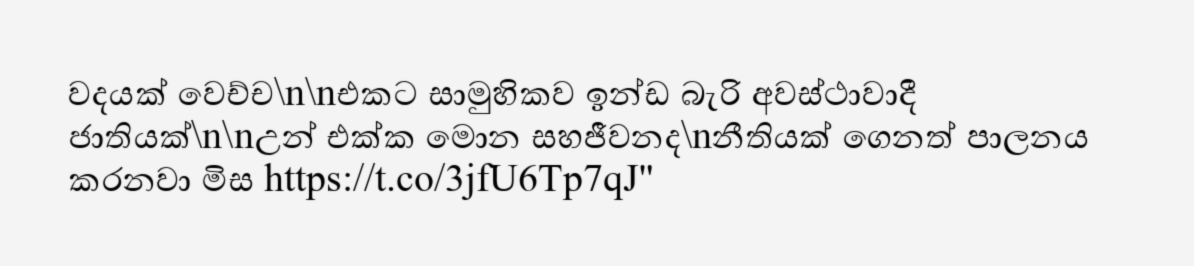 වදයක් වෙච්ච\n\nඑකට සාමුහිකව ඉන්ඩ බැරි අවස්ථාවාදී
ජාතියක්\n\nඋන් එක්ක මොන සහජීවනද\nනීතියක් ගෙනත් පාලනය
කරනවා මිස https://t.co/3jfU6Tp7qJ"